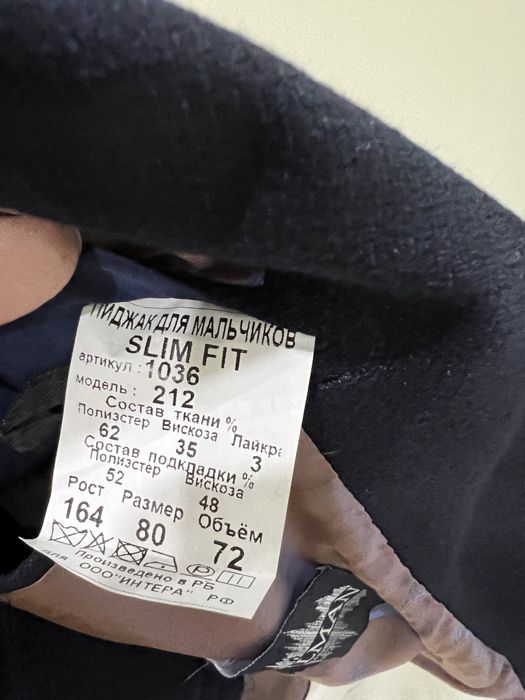 ПИДЖАК ДЛЯ МАЛЬЧИКОВ
SLIM FIT
артикул : 1036
модель : 212
Состав ткани %
Полиэстер Вискоза Лайкра
62 35 3
Состав подкладки %
Полиэстер Вискоза
52 48
Рост Размер Объём
164 80 72
Произведено в РБ
для ООО"ИНТЕРА" РФ